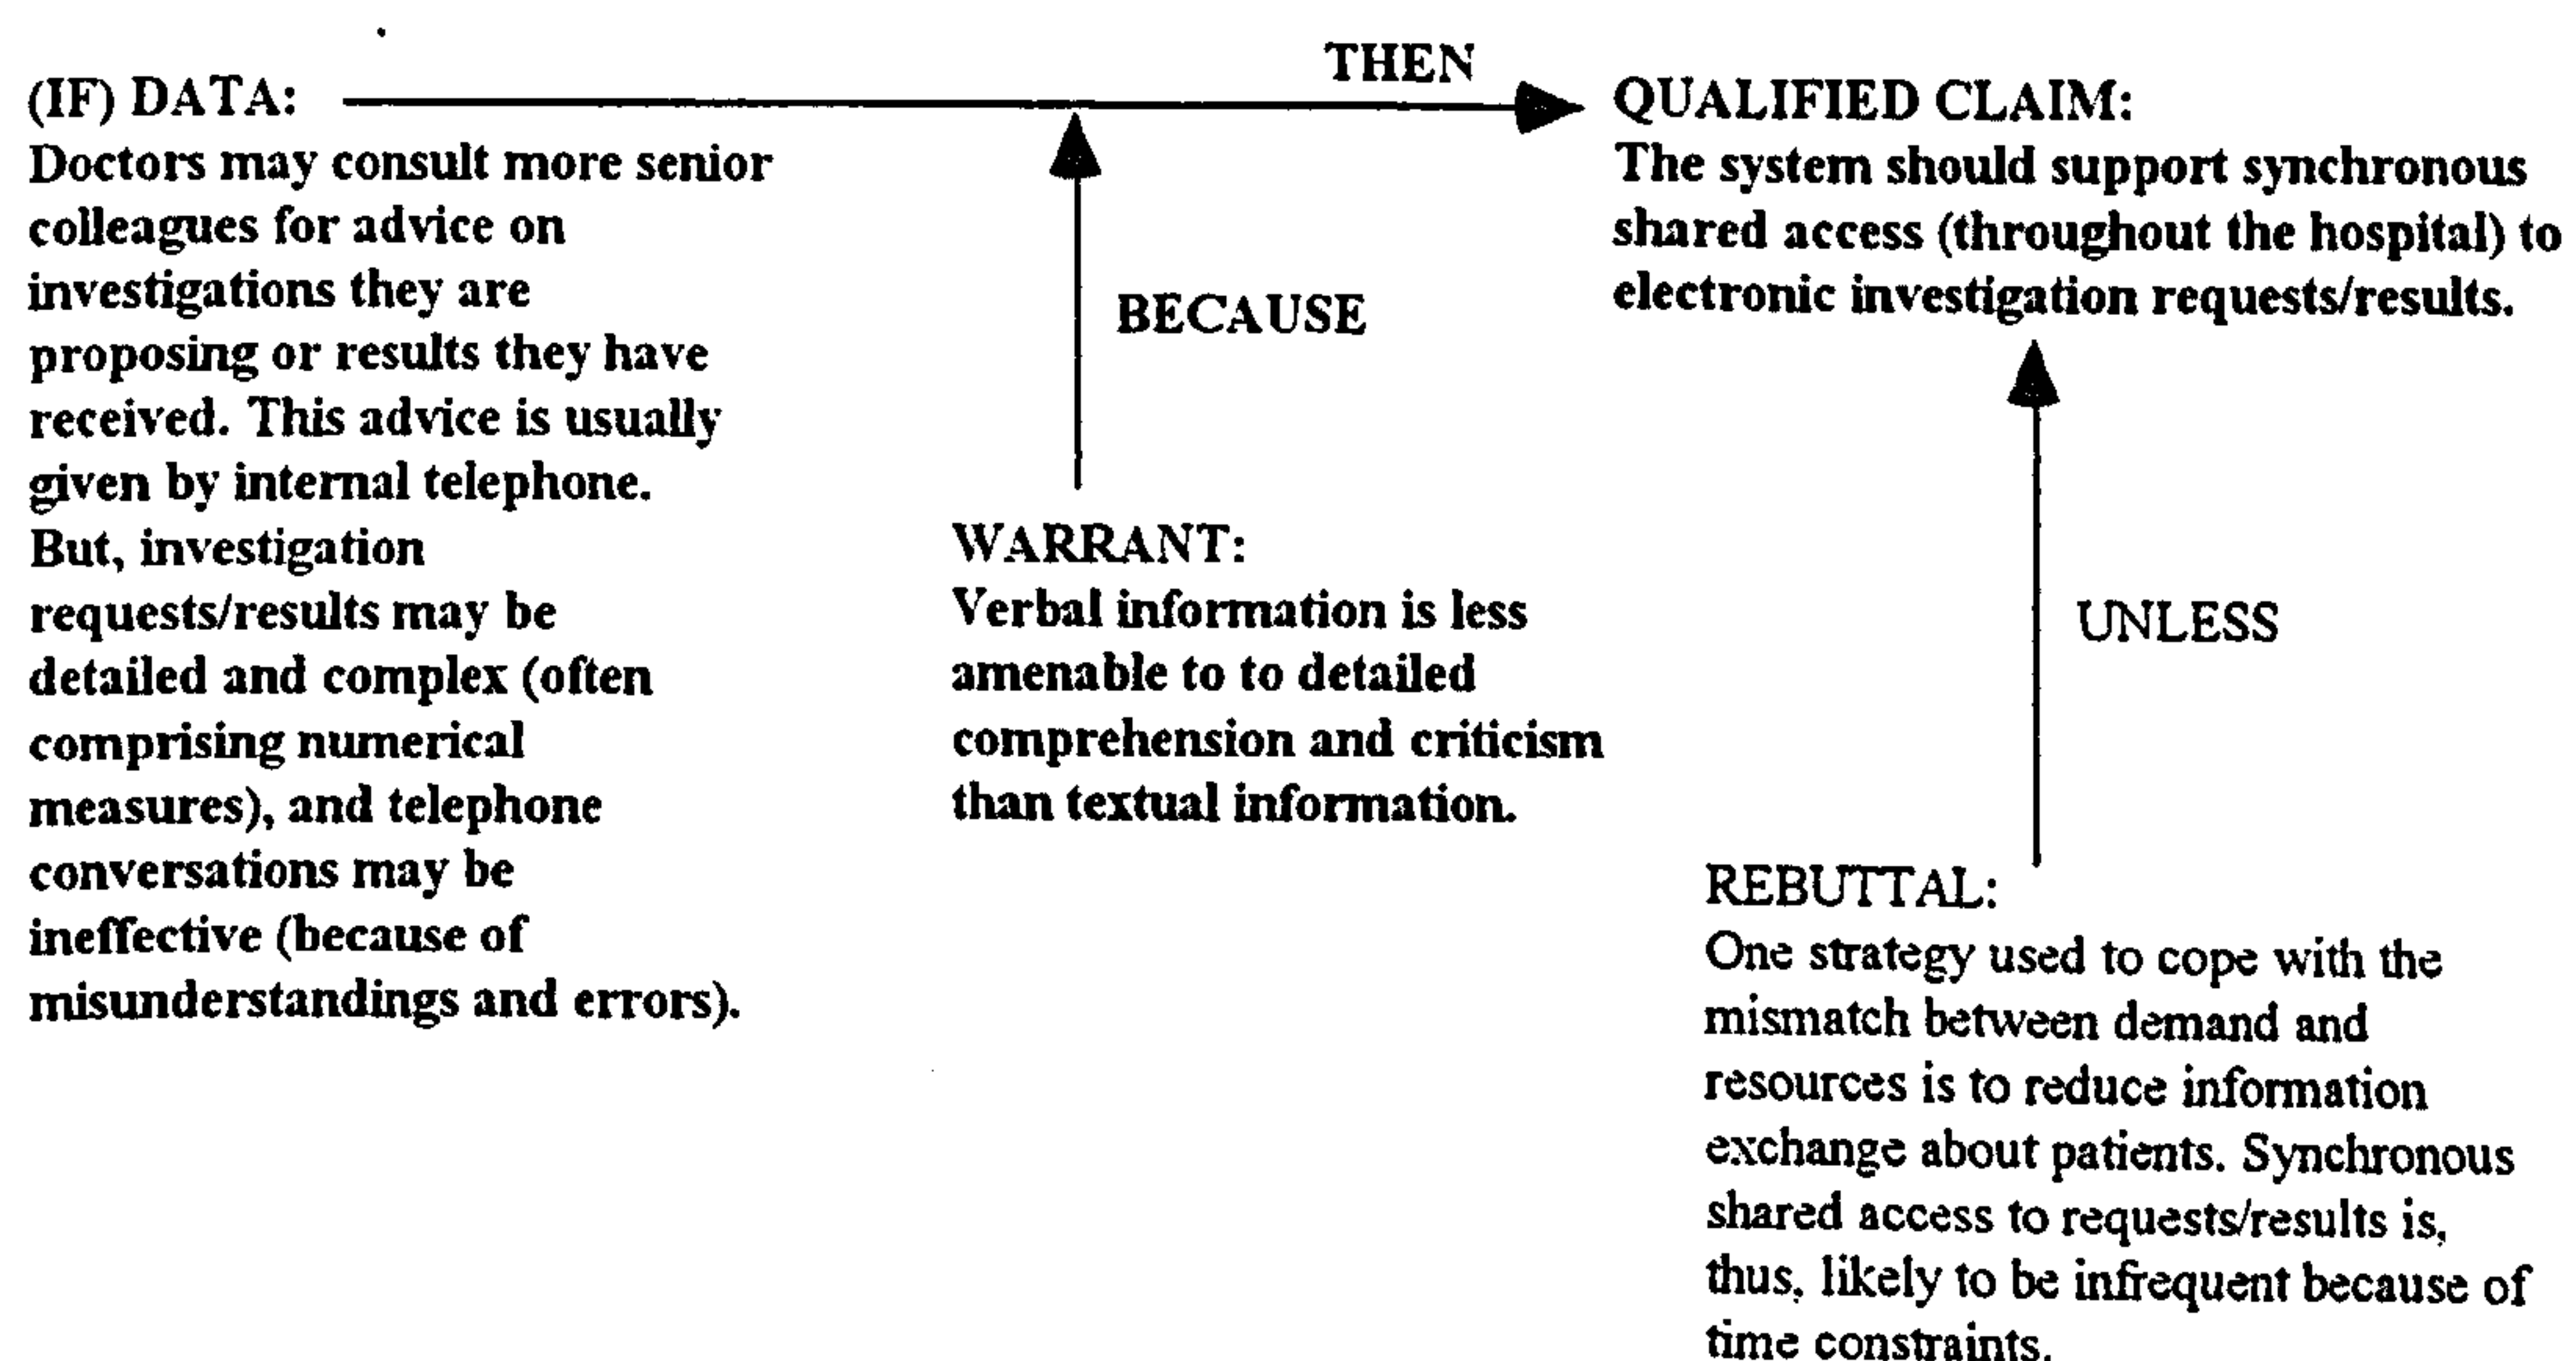 THEN
(IF) DATA:
Doctors may consult more senior
colleagues for advice on
investigations they are
proposing or results they have
received. This advice is usually
given by internal telephone.
But, investigation
requests/results may be
detailed and complex (often
comprising numerical
measures), and telephone
conversations may be
ineffective (because of
misunderstandings and errors).
BECAUSE
WARRANT:
Verbal information is less
amenable to to detailed
comprehension and criticism
than textual information.
QUALIFIED CLAIM:
The system should support synchronous
shared access (throughout the hospital) to
electronic investigation requests/results.
UNLESS
REBUTTAL:
One strategy used to cope with the
mismatch between demand and
resources is to reduce information
exchange about patients. Synchronous
shared access to requests/results is,
thus, likely to be infrequent because of
time constraints.